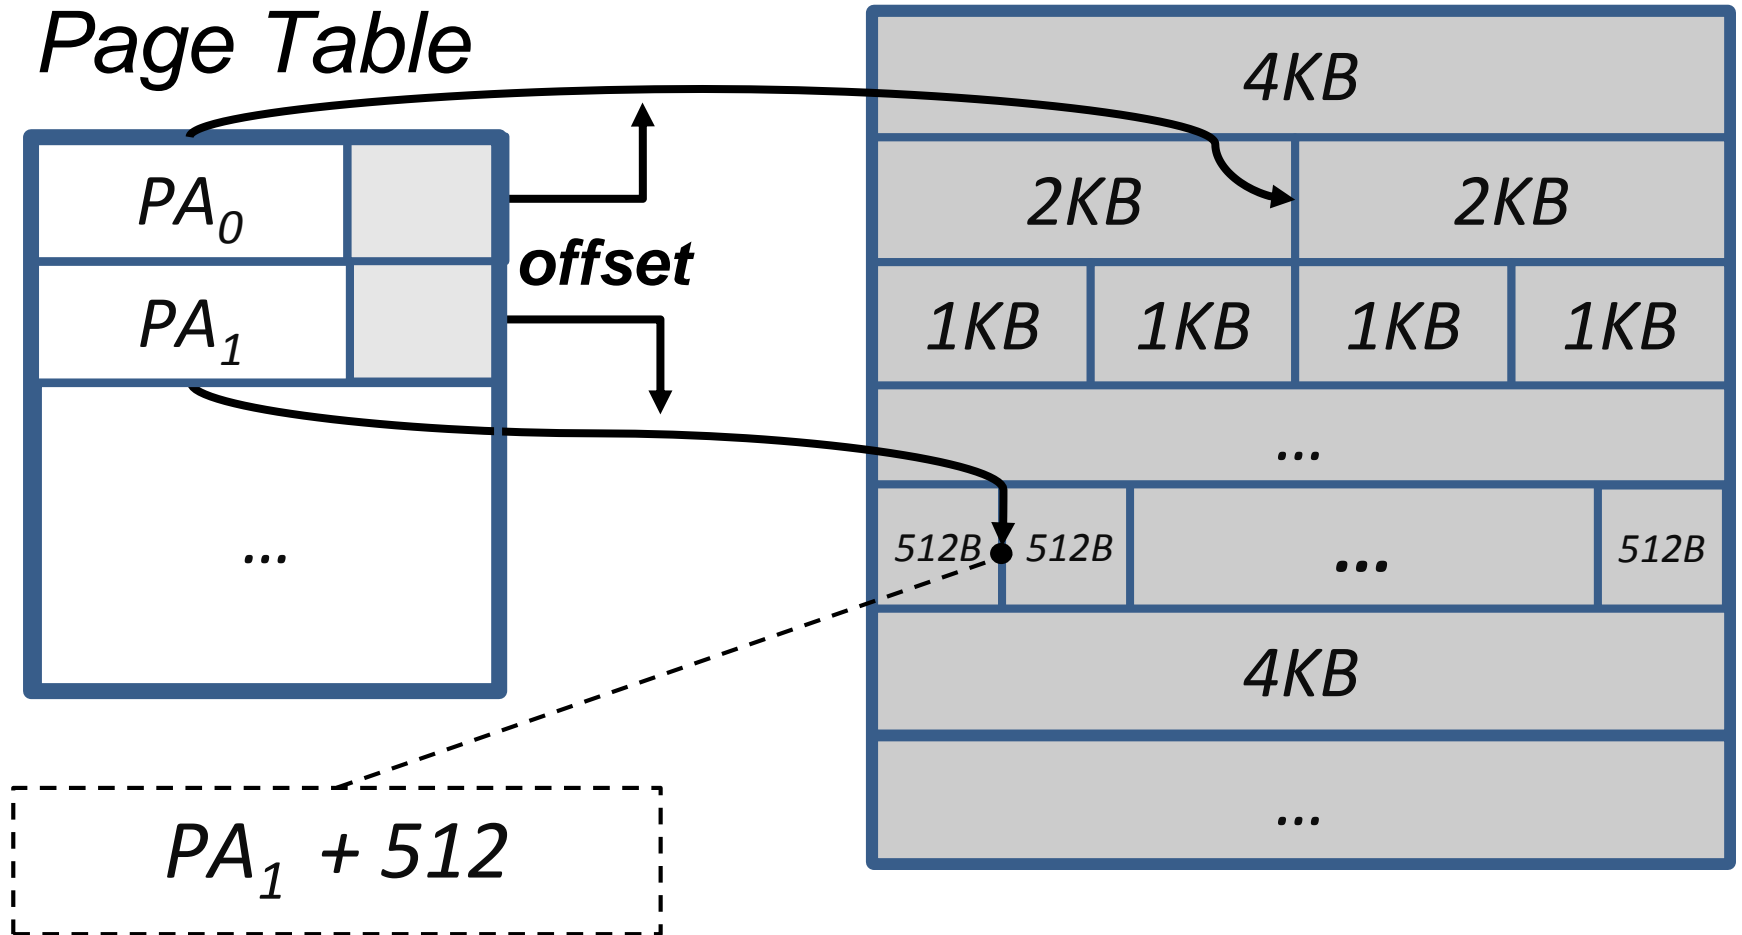 Page Table
PA0
offset
PA1
...
PA1 + 512
4KB
2KB 2KB
1KB 1KB 1KB 1KB
...
512B 512B ... 512B
4KB
...